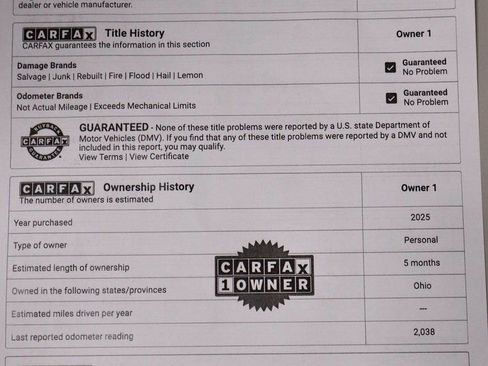 dealer or vehicle manufacturer.
CARFAX Title History Owner 1
CARFAX guarantees the information in this section
Damage Brands Guaranteed
Salvage | Junk | Rebuilt | Fire | Flood | Hail | Lemon No Problem
Odometer Brands Guaranteed
Not Actual Mileage | Exceeds Mechanical Limits No Problem
BUYBACK
CARFAX
GUARANTEE
GUARANTEED - None of these title problems were reported by a U.S. state Department of
Motor Vehicles (DMV). If you find that any of these title problems were reported by a DMV and not
included in this report, you may qualify.
View Terms | View Certificate
CARFAX Ownership History Owner 1
The number of owners is estimated
Year purchased 2025
Type of owner Personal
Estimated length of ownership 5 months
Owned in the following states/provinces Ohio
Estimated miles driven per year ---
Last reported odometer reading 2,038
CARFAX
1 OWNER